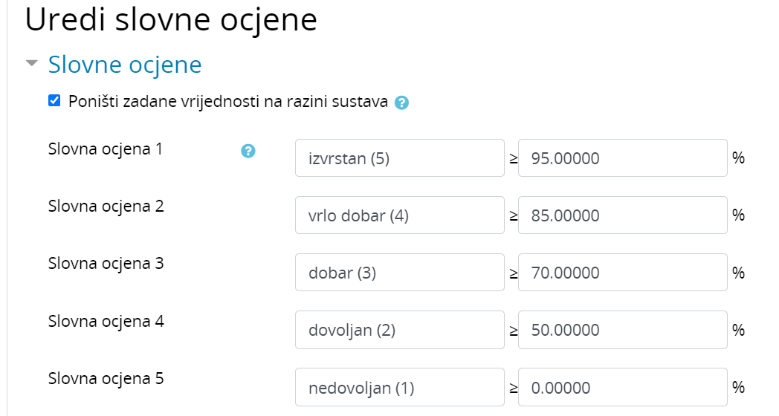 Uredi slovne ocjene
Slovne ocjene
Poništi zadane vrijednosti na razini sustava ?
Slovna ocjena 1 ? izvrstan (5) ≥ 95.00000 %
Slovna ocjena 2 vrlo dobar (4) ≥ 85.00000 %
Slovna ocjena 3 dobar (3) ≥ 70.00000 %
Slovna ocjena 4 dovoljan (2) ≥ 50.00000 %
Slovna ocjena 5 nedovoljan (1) ≥ 0.00000 %